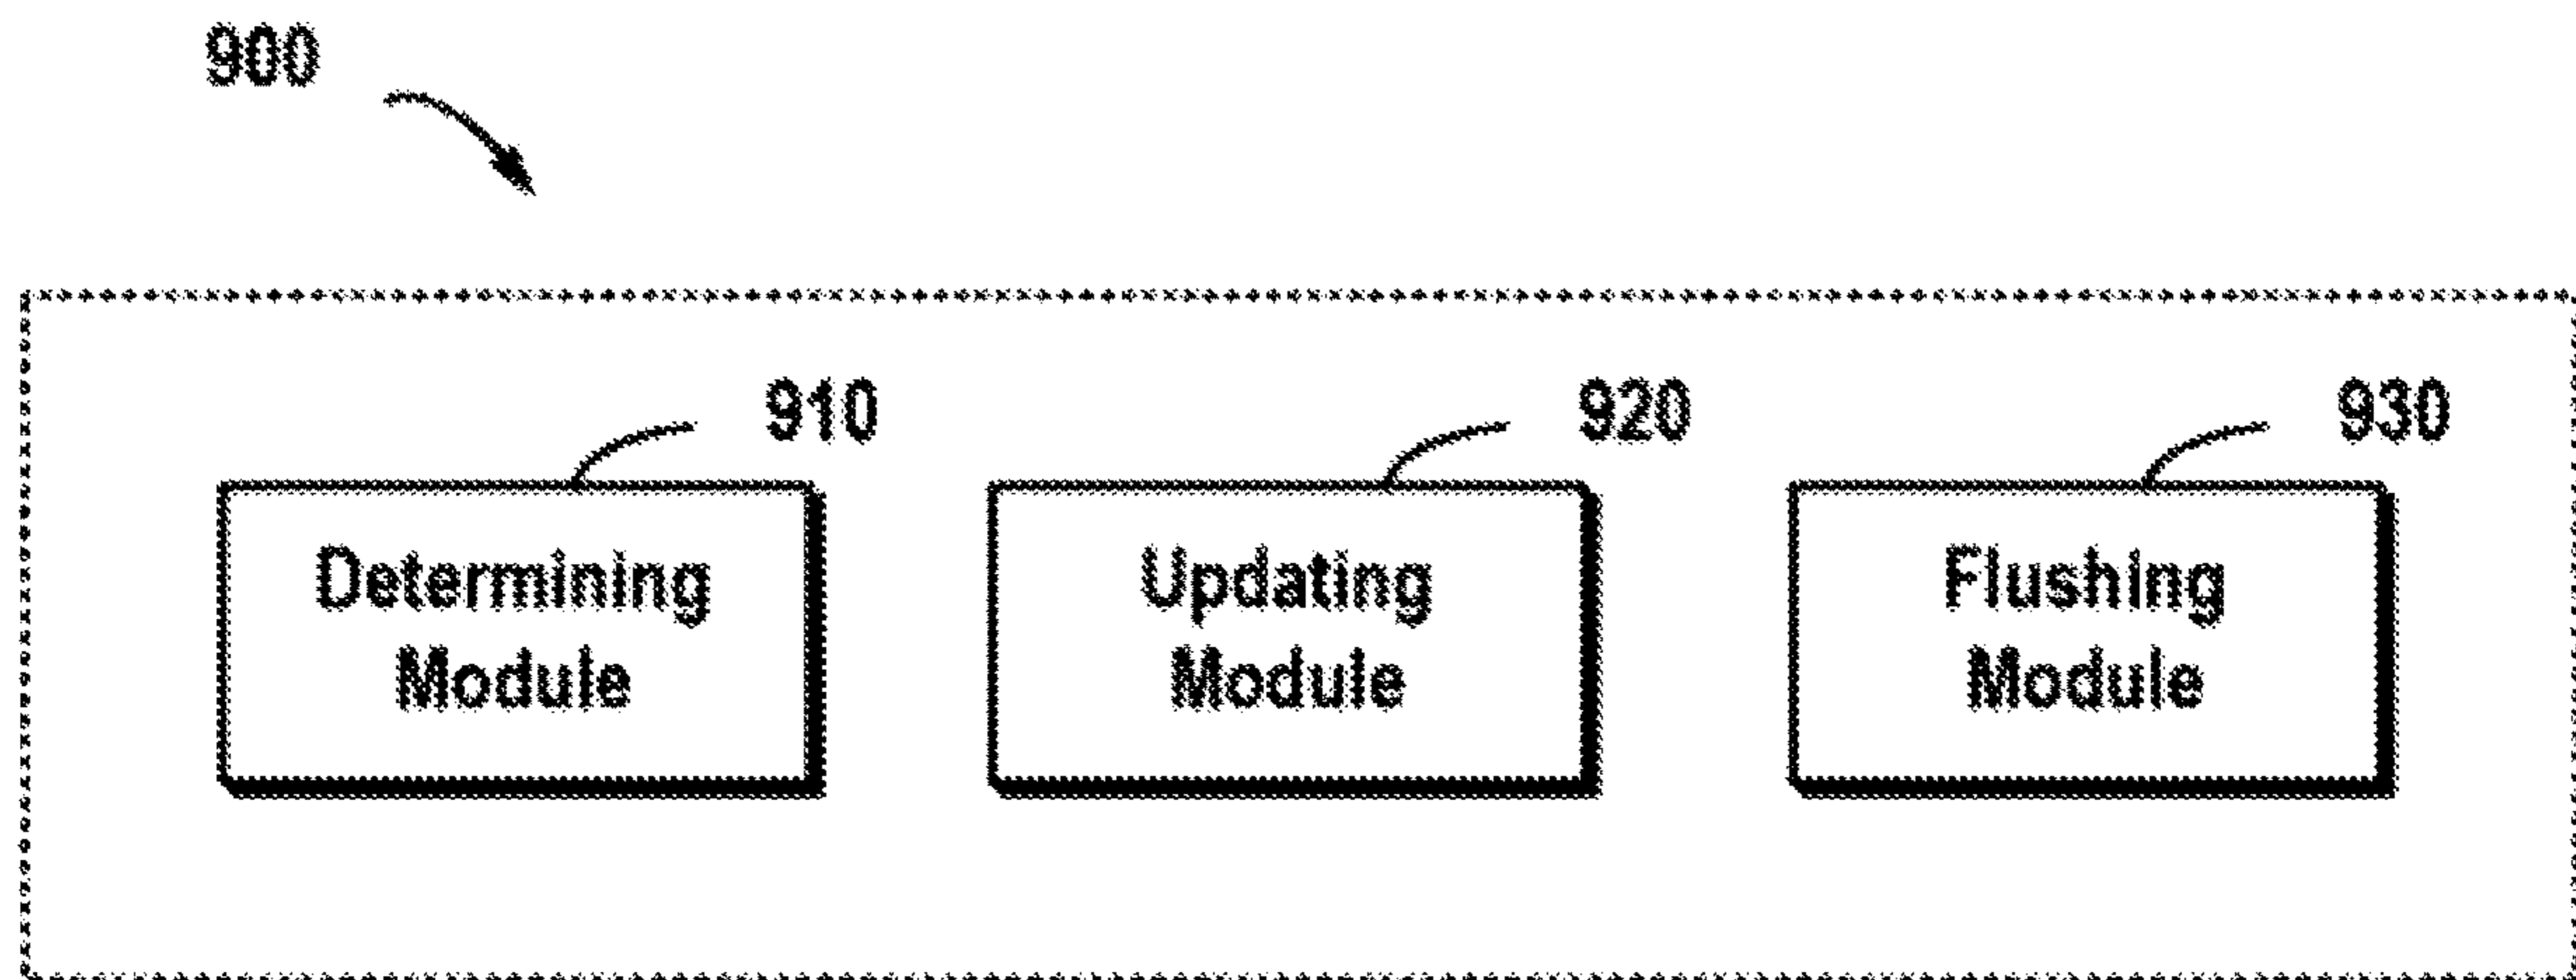 900
910
920
930
Determining
Module
Updating
Module
Flushing
Module